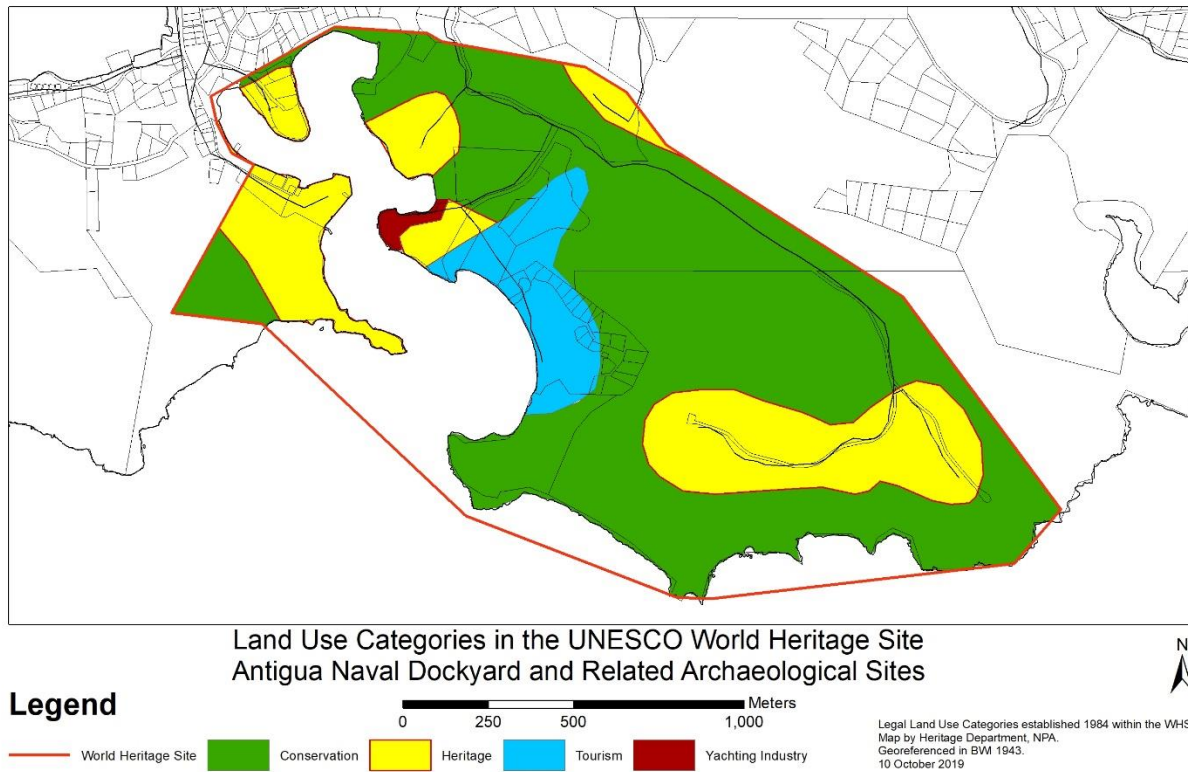 Land Use Categories in the UNESCO World Heritage Site
Antigua Naval Dockyard and Related Archaeological Sites
N
Legend
Meters
0 250 500 1,000
World Heritage Site Conservation Heritage Tourism Yachting Industry
Legal Land Use Categories established 1984 within the WHS
Map by Heritage Department, NPA.
Georeferenced in BWI 1943.
10 October 2019